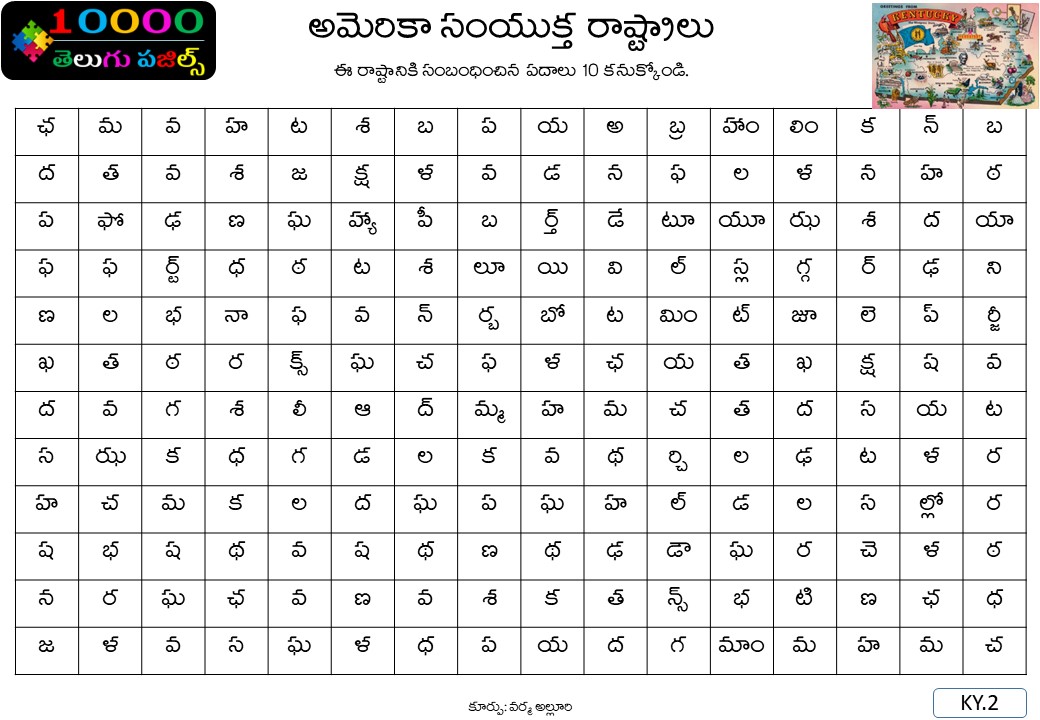 10000
తెలుగు పజిల్స్
అమెరికా సంయుక్త రాష్ట్రాలు
ఈ రాష్ట్రానికి సంబంధించిన పదాలు 10 కనుక్కోండి.
GREETINGS FROM
KENTUCKY
ఛ మ వ హ ట శ బ ప య అ బ్ర హాం లిం క న్ బ
ద త వ శ జ క్ష ళ వ డ న ఫ ల ళ న హ ఠ
ఏ ఫో ఢ ణ ఘ హ్యా పీ బ ర్త్ డే టూ యూ ఝ శ ద యా
ఫ ఫ ర్ట్ ధ ఠ ట శ లూ యి వి ల్ స్ల గ్గ ర్ ఢ ని
ణ ల భ నా ఫ వ న్ ర్బ బో ట మిం ట్ జూ లె ప్ ర్జీ
ఖ త ఠ ర క్స్ ఘ చ ఫ ళ ఛ య త ఖ క్ష ష వ
ద వ గ శ లీ ఆ ద్ మ్మ హ మ చ త ద స య ట
స ఝ క ధ గ డ ల క వ థ ర్చి ల ఢ ట ళ ర
హ చ మ క ల ద ఘ ప ఘ హ ల్ డ ల స ల్లో ర
ష భ ష థ వ ష థ ణ థ ఢ డౌ ఘ ర చె ళ ఠ
న ర ఘ ఛ వ ణ వ శ క త న్స్ భ టి ణ ఛ ధ
జ ళ వ స ఘ ళ ధ ప య ద గ మాం మ హ మ చ
కూర్పు: వర్మ అల్లూరి
KY.2